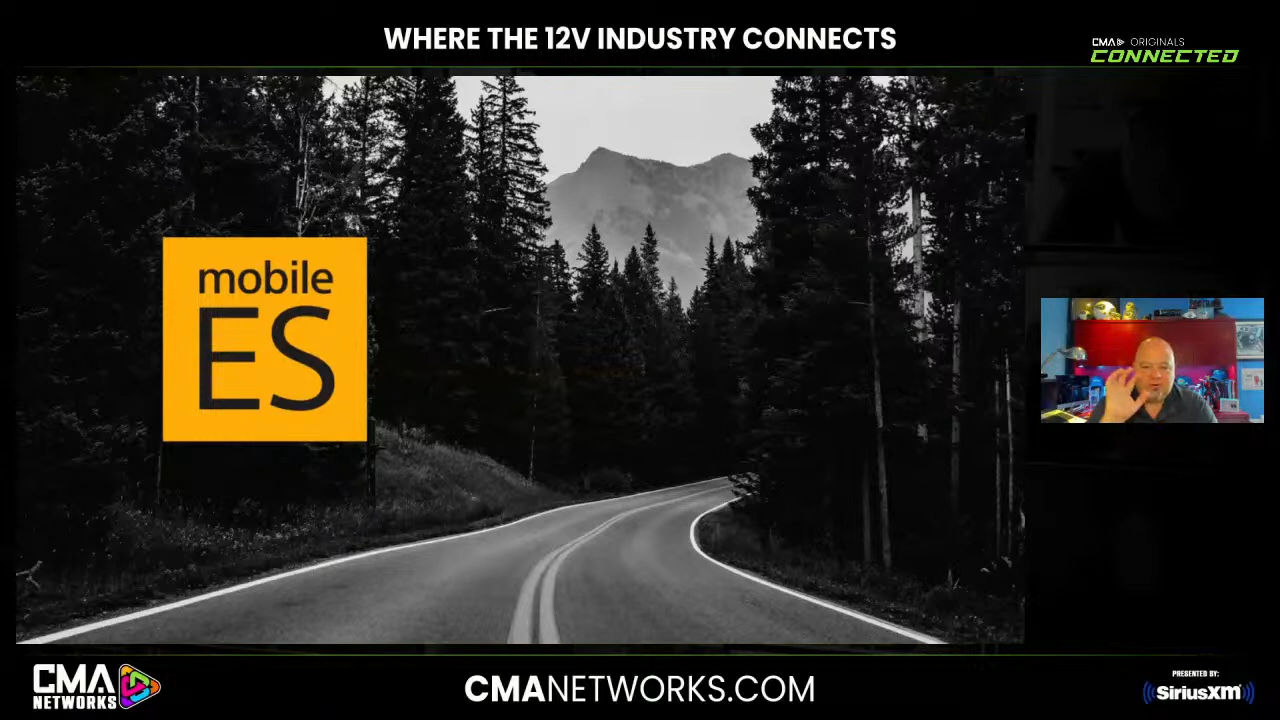 WHERE THE 12V INDUSTRY CONNECTS
CMA ORIGINALS
CONNECTED
mobile
ES
CMA
NETWORKS
CMANETWORKS.COM
PRESENTED BY:
SiriusXM